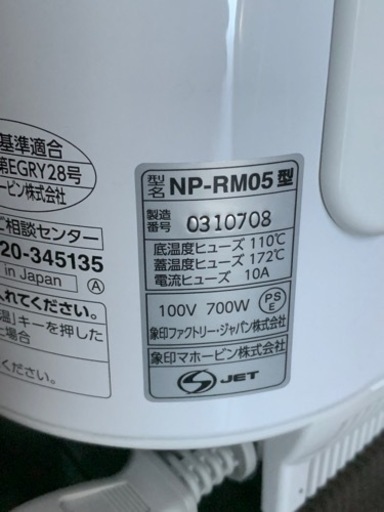 基準適合
第EGRY28号
ービン株式会社
ご相談センター
20-345135
in Japan Ⓐ
入れてください。
温」キーを押した
場合
ください。
型名 NP-RM05型
製造番号 0310708
底温度ヒューズ 110℃
蓋温度ヒューズ 172℃
電流ヒューズ 10A
100V 700W PSE
象印ファクトリー・ジャパン株式会社
象印マホービン株式会社
JET